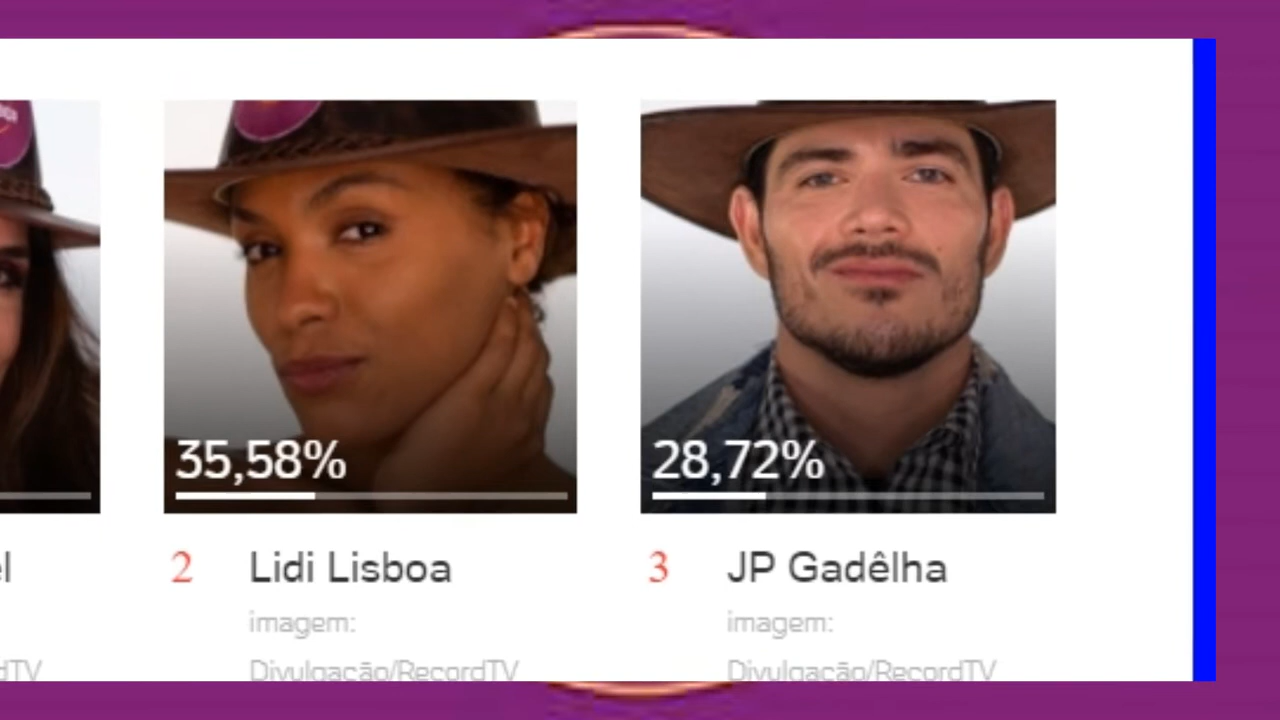 35,58%
28,72%
2 Lidi Lisboa
3 JP Gadêlha
imagem:
imagem:
Divulgação/RecordTV
Divulgação/RecordTV